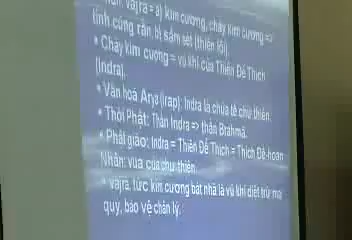 vajra = a) kim cương, chày kim cương =>
tính cứng rắn bị sấm sét (thiên lôi).
* Chày kim cương = vũ khí của Thiên Đế Thích
(Indra).
* Văn hoá Arya (Irap): Indra là chúa tể chư thiên.
* Thời Phật: Thần Indra => thần Brahmā.
* Phật giáo: Indra = Thiên Đế Thích = Thích Đề-hoàn
Nhân: vua của chư thiên.
* vajra, tức kim cương bát nhã là vũ khí diệt trừ ma
quỷ, bảo vệ chân lý.